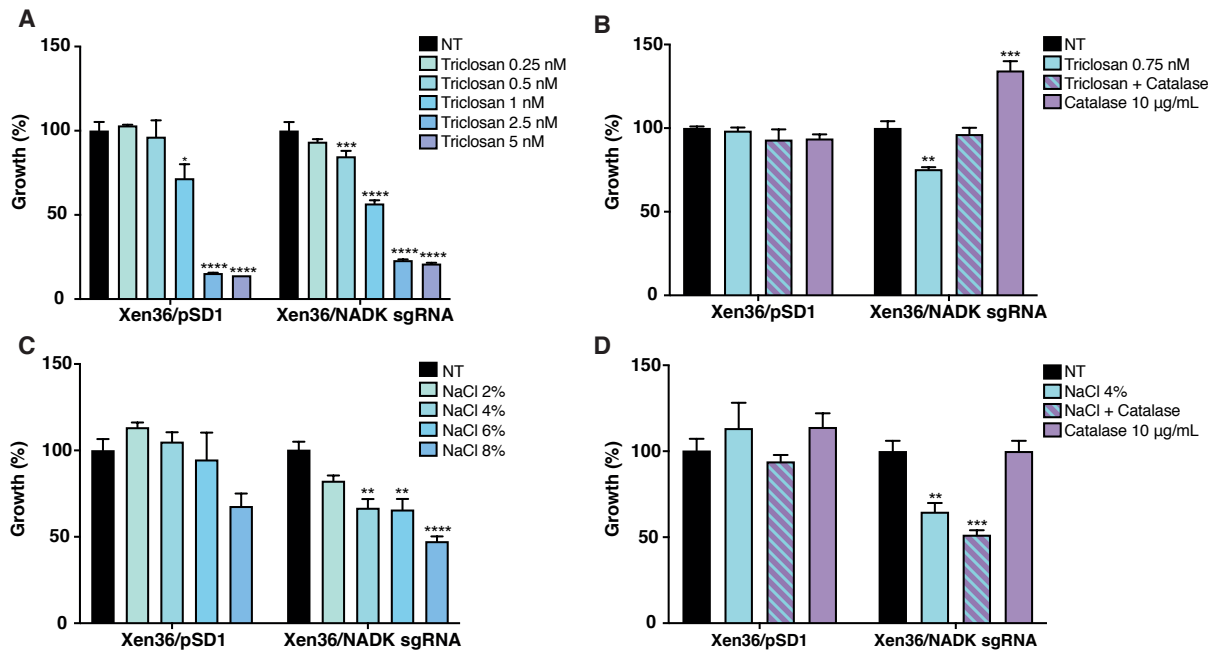 A
150
100
50
0
Growth (%)
*
****
****
***
****
****
****
Xen36/pSD1
Xen36/NADK sgRNA
NT
Triclosan 0.25 nM
Triclosan 0.5 nM
Triclosan 1 nM
Triclosan 2.5 nM
Triclosan 5 nM
B
150
100
50
0
Growth (%)
**
***
Xen36/pSD1
Xen36/NADK sgRNA
NT
Triclosan 0.75 nM
Triclosan + Catalase
Catalase 10 µg/mL
C
150
100
50
0
Growth (%)
**
**
****
Xen36/pSD1
Xen36/NADK sgRNA
NT
NaCl 2%
NaCl 4%
NaCl 6%
NaCl 8%
D
150
100
50
0
Growth (%)
**
***
Xen36/pSD1
Xen36/NADK sgRNA
NT
NaCl 4%
NaCl + Catalase
Catalase 10 µg/mL